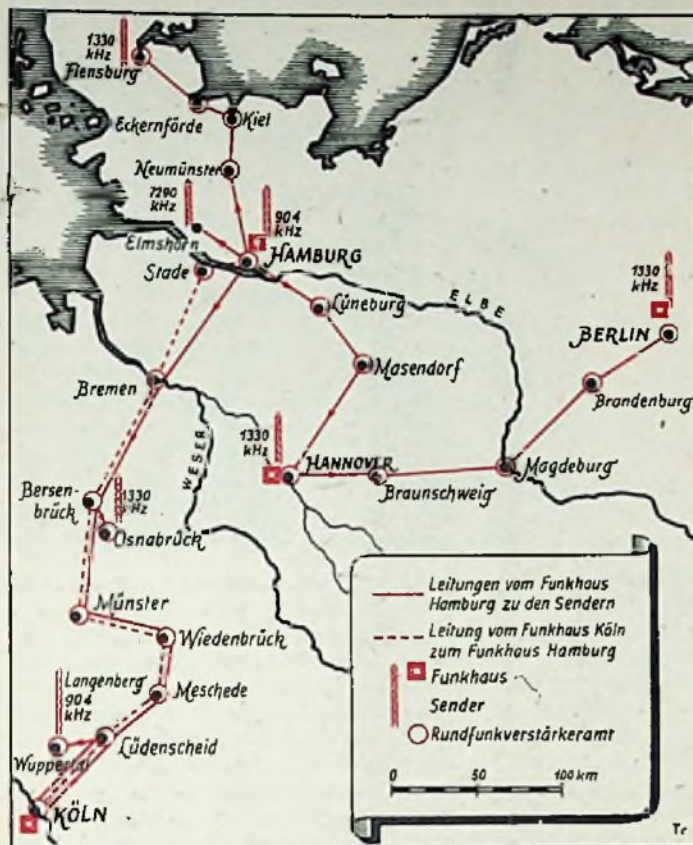 1330
kHz
Flensburg
Eckernförde
Kiel
Neumünster
7290
kHz
904
kHz
Elmshorn
HAMBURG
Stade
ELBE
1330
kHz
Lüneburg
BERLIN
Masendorf
Bremen
Brandenburg
1330
kHz
WESER
HANNOVER
Magdeburg
Braunschweig
Bersen-
brück
1330
kHz
Osnabrück
Münster
Wiedenbrück
Langenberg
904
kHz
Meschede
Wuppertal
Lüdenscheid
KÖLN
Leitungen vom Funkhaus
Hamburg zu den Sendern
Leitung vom Funkhaus Köln
zum Funkhaus Hamburg
Funkhaus
Sender
Rundfunkverstärkeramt
0 50 100 km
Tr